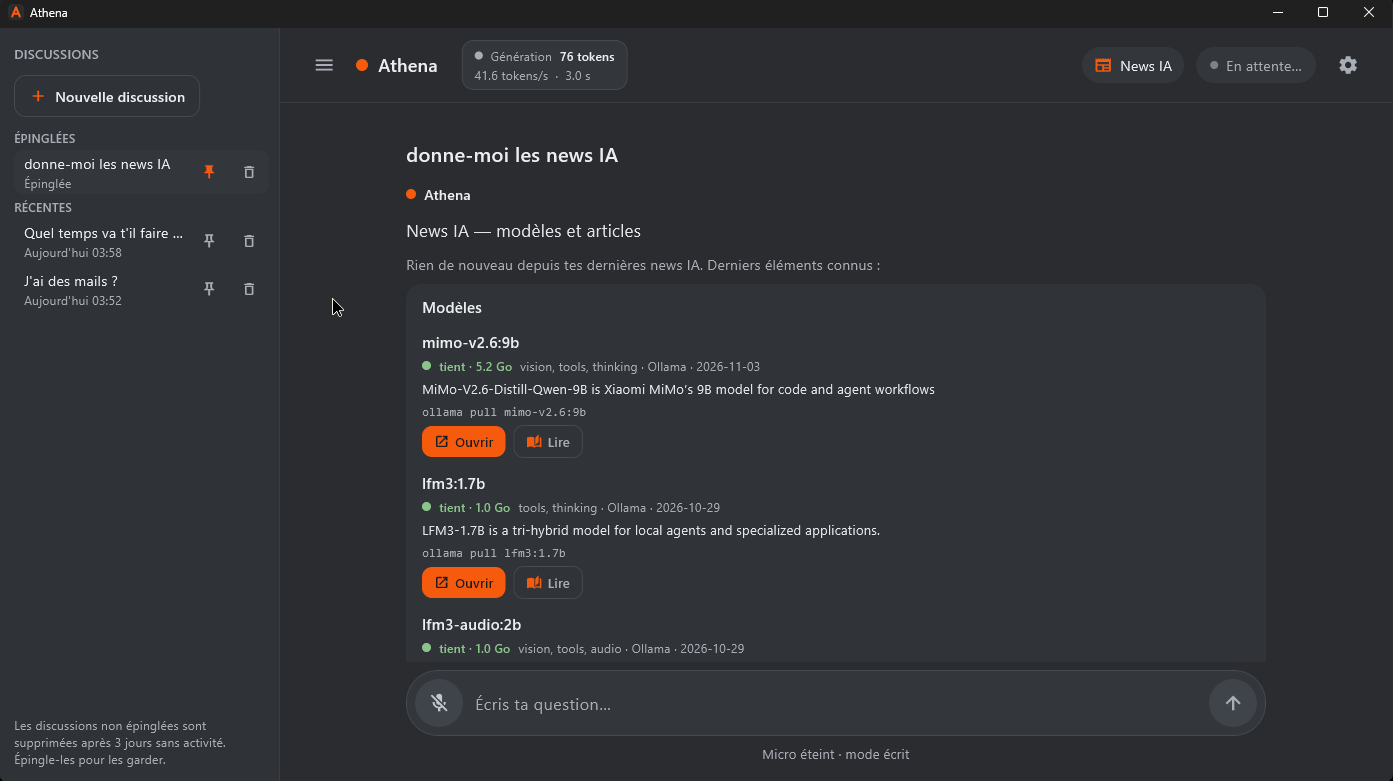 Athena
DISCUSSIONS
+ Nouvelle discussion
ÉPINGLÉES
donne-moi les news IA
Épinglée
RÉCENTES
Quel temps va t'il faire ...
Aujourd'hui 03:58
J'ai des mails ?
Aujourd'hui 03:52
Les discussions non épinglées sont
supprimées après 3 jours sans activité.
Épingle-les pour les garder.
Athena
Génération 76 tokens
41.6 tokens/s · 3.0 s
News IA
En attente...
donne-moi les news IA
Athena
News IA — modèles et articles
Rien de nouveau depuis tes dernières news IA. Derniers éléments connus :
Modèles
mimo-v2.6:9b
tient · 5.2 Go vision, tools, thinking · Ollama · 2026-11-03
MiMo-V2.6-Distill-Qwen-9B is Xiaomi MiMo's 9B model for code and agent workflows
ollama pull mimo-v2.6:9b
Ouvrir Lire
lfm3:1.7b
tient · 1.0 Go tools, thinking · Ollama · 2026-10-29
LFM3-1.7B is a tri-hybrid model for local agents and specialized applications.
ollama pull lfm3:1.7b
Ouvrir Lire
lfm3-audio:2b
tient · 1.0 Go vision, tools, audio · Ollama · 2026-10-29
Écris ta question...
Micro éteint · mode écrit